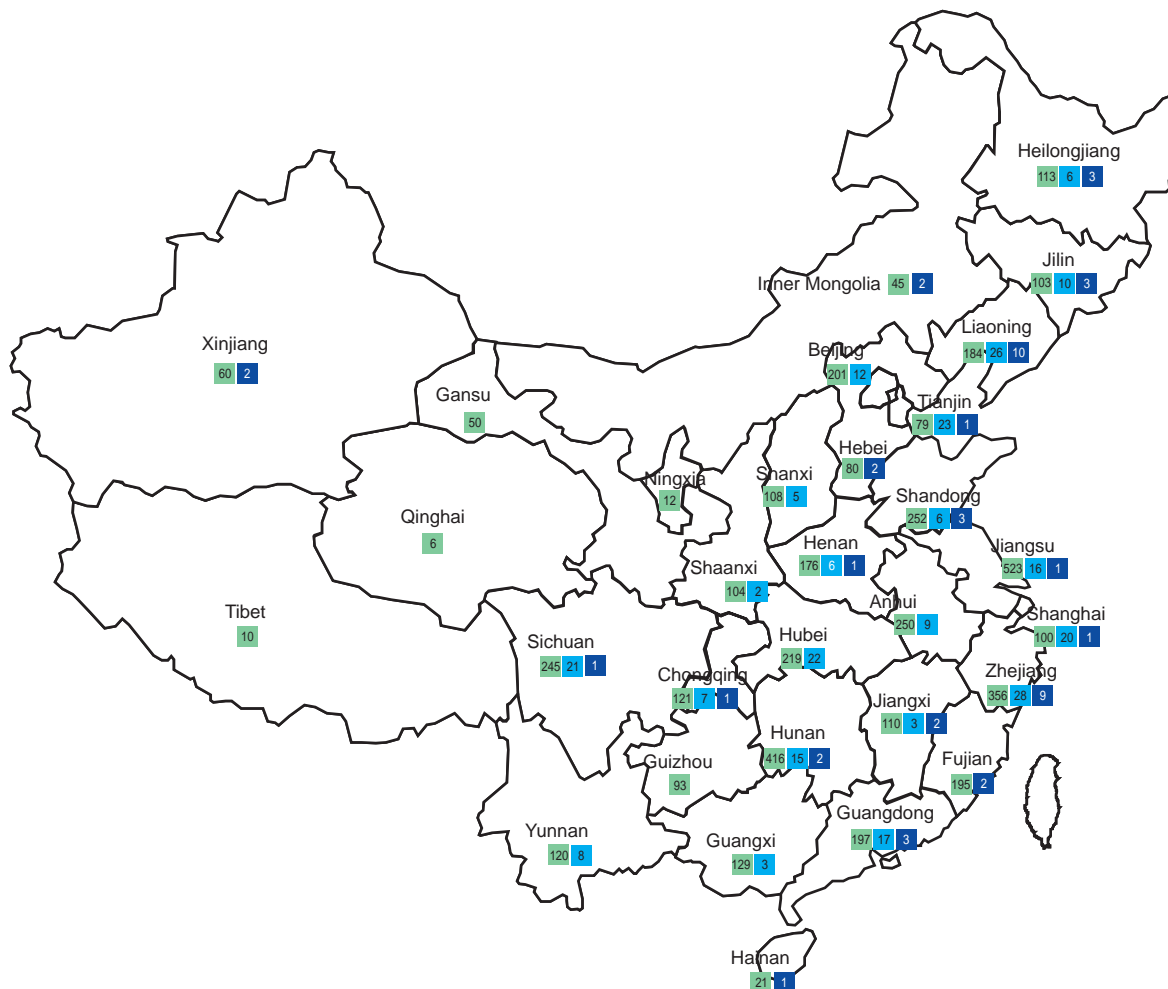 Heilongjiang
113 6 3
Jilin
103 10 3
Inner Mongolia 45 2
Liaoning
184 26 10
Xinjiang
60 2
Beijing
201 12
Gansu
50
Tianjin
79 23 1
Hebei
80 2
Ningxia
12
Shanxi
108 5
Shandong
252 6 3
Qinghai
6
Henan
176 6 1
Jiangsu
523 16 1
Shaanxi
104 2
Anhui
250 9
Tibet
10
Shanghai
100 20 1
Sichuan
245 21 1
Hubei
219 22
Chongqing
121 7 1
Zhejiang
356 28 9
Jiangxi
110 3 2
Hunan
416 15 2
Guizhou
93
Fujian
195 2
Guangdong
197 17 3
Yunnan
120 8
Guangxi
129 3
Hainan
21 1